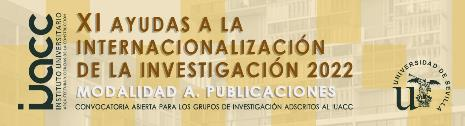 iuacc
INSTITUTO UNIVERSITARIO
XI AYUDAS A LA
INTERNACIONALIZACIÓN
DE LA INVESTIGACIÓN 2022
MODALIDAD A. PUBLICACIONES
CONVOCATORIA ABIERTA PARA LOS GRUPOS DE INVESTIGACIÓN ADSCRITOS AL IUACC
UNIVERSIDAD DE SEVILLA